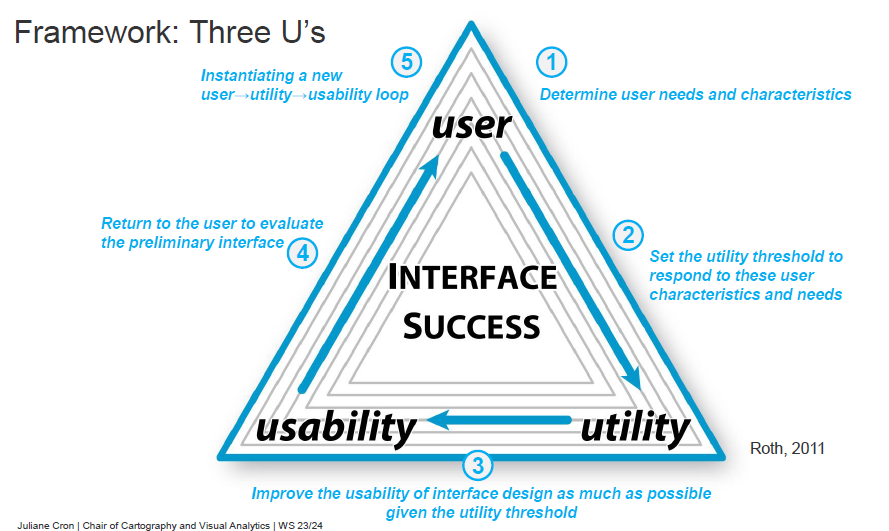 Framework: Three U's
5
Instantiating a new
user→utility→usability loop
1
Determine user needs and characteristics
user
Return to the user to evaluate
the preliminary interface
4
2
Set the utility threshold to
respond to these user
characteristics and needs
INTERFACE
SUCCESS
usability
utility
Roth, 2011
3
Improve the usability of interface design as much as possible
given the utility threshold
Juliane Cron | Chair of Cartography and Visual Analytics | WS 23/24